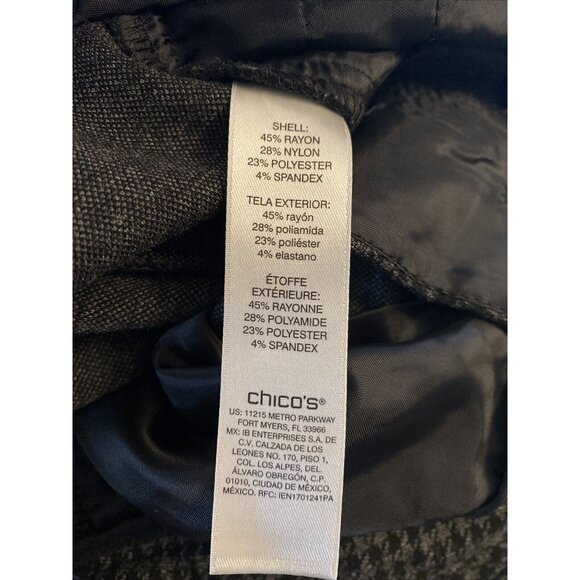 SHELL:
45% RAYON
28% NYLON
23% POLYESTER
4% SPANDEX
TELA EXTERIOR:
45% rayón
28% poliamida
23% poliéster
4% elastano
ÉTOFFE
EXTÉRIEURE:
45% RAYONNE
28% POLYAMIDE
23% POLYESTER
4% SPANDEX
chico's®
US: 11215 METRO PARKWAY
FORT MYERS, FL 33966
MX: IB ENTERPRISES S.A. DE
C.V. CALZADA DE LOS
LEONES NO. 170, PISO 1,
COL. LOS ALPES, DEL.
ÁLVARO OBREGÓN, C.P.
01010, CIUDAD DE MÉXICO,
MÉXICO. RFC: IEN1701241PA